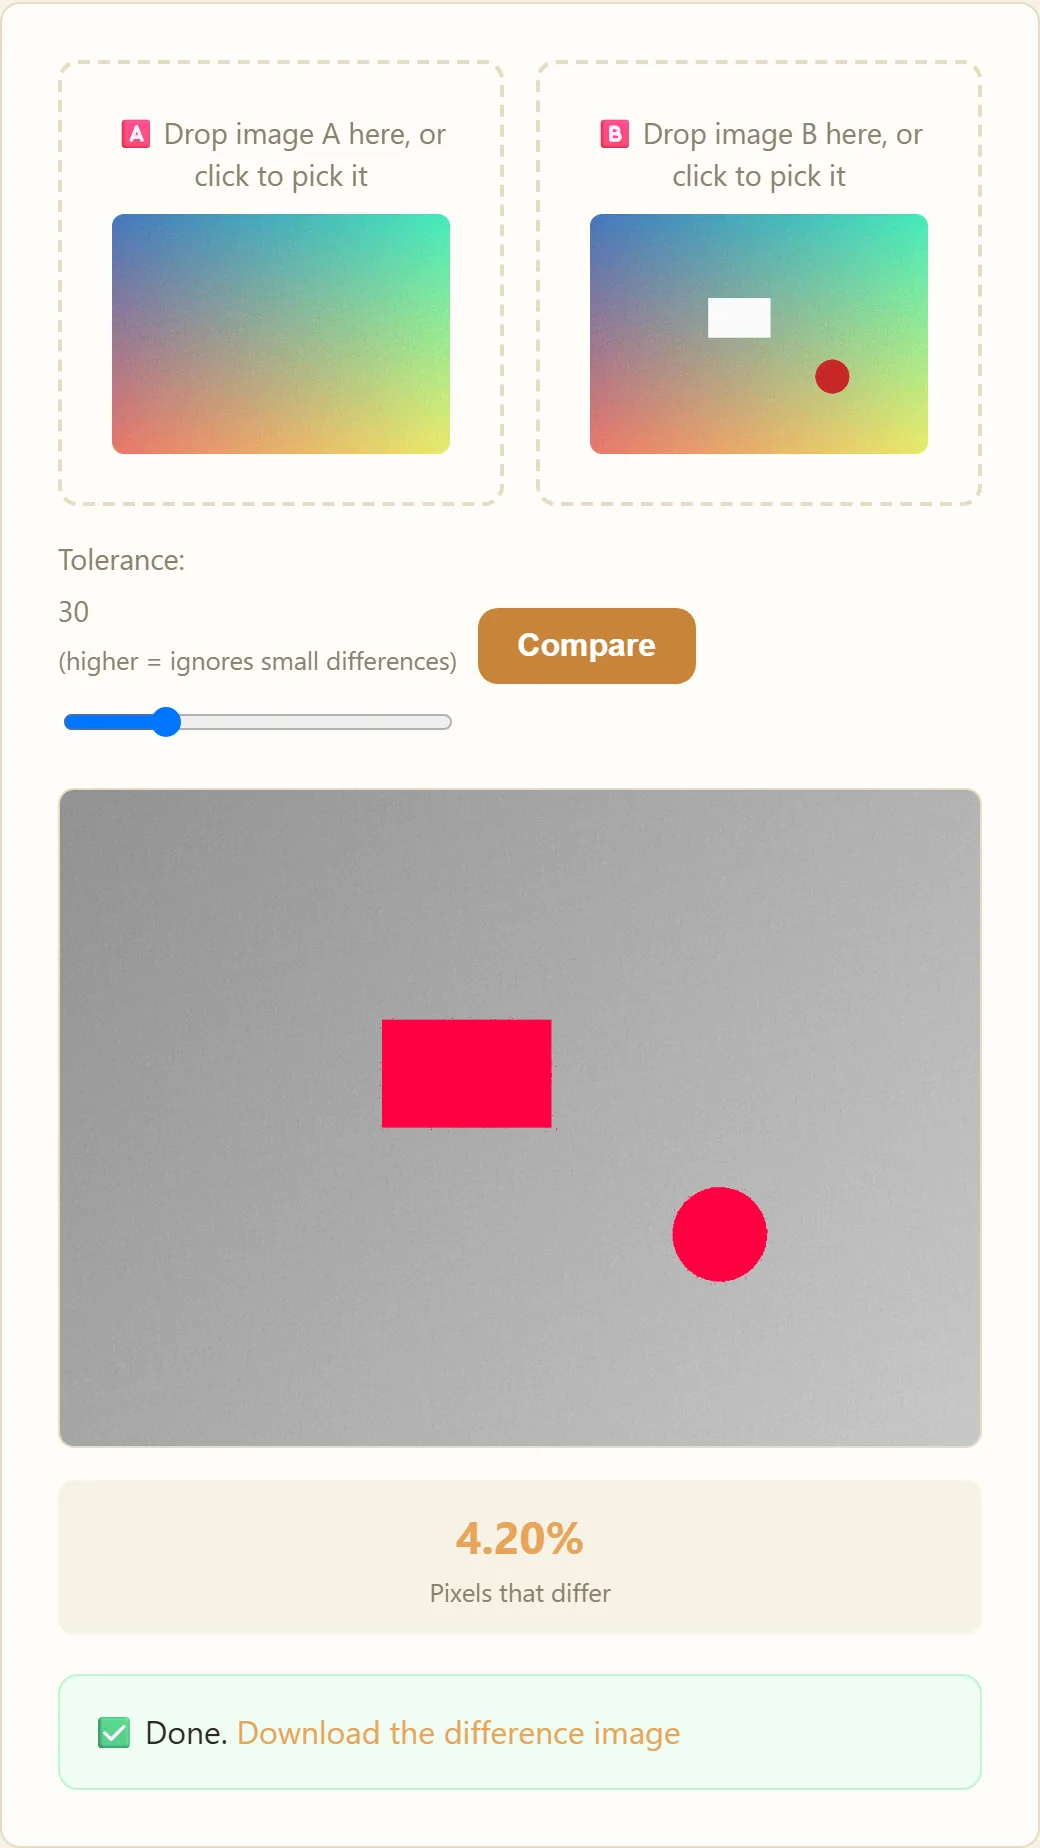 🅰️ Drop image A here, or
click to pick it
🅱️ Drop image B here, or
click to pick it
Tolerance:
30
(higher = ignores small differences)
Compare
4.20%
Pixels that differ
✅ Done. Download the difference image